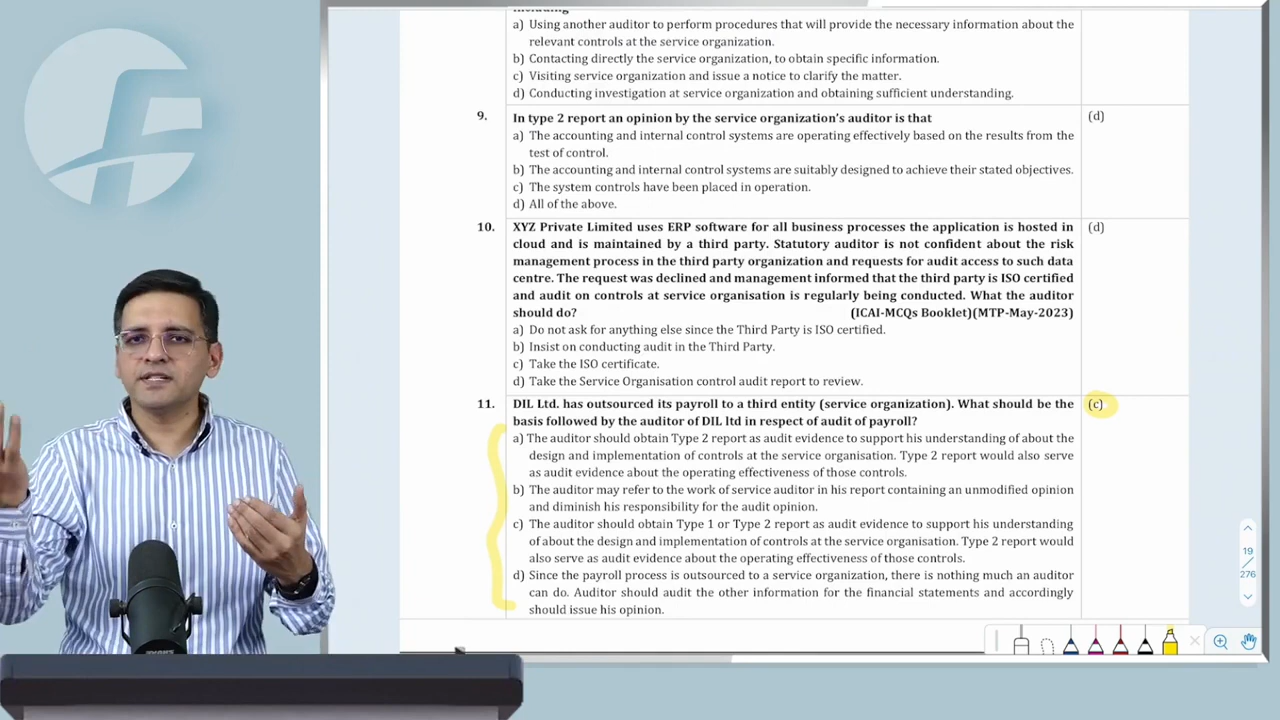 including
a) Using another auditor to perform procedures that will provide the necessary information about the
relevant controls at the service organization.
b) Contacting directly the service organization, to obtain specific information.
c) Visiting service organization and issue a notice to clarify the matter.
d) Conducting investigation at service organization and obtaining sufficient understanding.
9. In type 2 report an opinion by the service organization's auditor is that (d)
a) The accounting and internal control systems are operating effectively based on the results from the
test of control.
b) The accounting and internal control systems are suitably designed to achieve their stated objectives.
c) The system controls have been placed in operation.
d) All of the above.
10. XYZ Private Limited uses ERP software for all business processes the application is hosted in (d)
cloud and is maintained by a third party. Statutory auditor is not confident about the risk
management process in the third party organization and requests for audit access to such data
centre. The request was declined and management informed that the third party is ISO certified
and audit on controls at service organisation is regularly being conducted. What the auditor
should do? (ICAI-MCQs Booklet)(MTP-May-2023)
a) Do not ask for anything else since the Third Party is ISO certified.
b) Insist on conducting audit in the Third Party.
c) Take the ISO certificate.
d) Take the Service Organisation control audit report to review.
11. DIL Ltd. has outsourced its payroll to a third entity (service organization). What should be the (c)
basis followed by the auditor of DIL ltd in respect of audit of payroll?
a) The auditor should obtain Type 2 report as audit evidence to support his understanding of about the
design and implementation of controls at the service organisation. Type 2 report would also serve
as audit evidence about the operating effectiveness of those controls.
b) The auditor may refer to the work of service auditor in his report containing an unmodified opinion
and diminish his responsibility for the audit opinion.
c) The auditor should obtain Type 1 or Type 2 report as audit evidence to support his understanding
of about the design and implementation of controls at the service organisation. Type 2 report would
also serve as audit evidence about the operating effectiveness of those controls.
d) Since the payroll process is outsourced to a service organization, there is nothing much an auditor
can do. Auditor should audit the other information for the financial statements and accordingly
should issue his opinion.
19
/
276